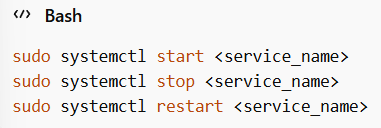 </> Bash
sudo systemctl start <service_name>
sudo systemctl stop <service_name>
sudo systemctl restart <service_name>